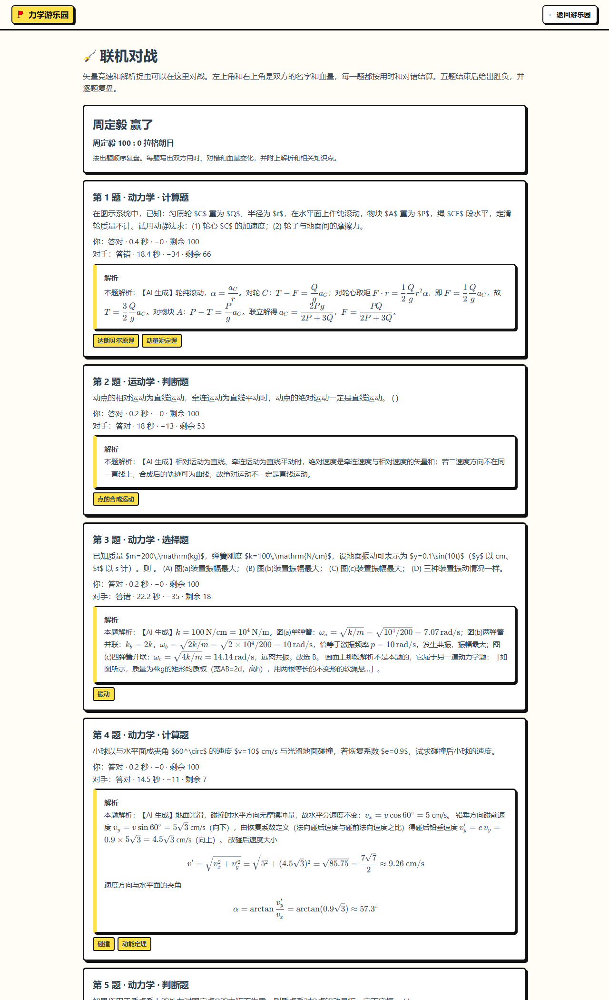 力学游乐园
← 返回游乐园
联机对战
矢量竞速和解析捉虫可以在这里对战。左上角和右上角是双方的名字和血量，每一题都按用时和对错结算。五题结束后给出胜负，并
逐题复盘。
周定毅 赢了
周定毅 100 : 0 拉格朗日
按出题顺序复盘。每题写出双方用时、对错和血量变化，并附上解析和相关知识点。
第 1 题 · 动力学 · 计算题
在图示系统中，已知：匀质轮 $C$ 重为 $Q$、半径为 $r$，在水平面上作纯滚动，物块 $A$ 重为 $P$，绳 $CE$ 段水平，定滑
轮质量不计。试用动静法求：(1) 轮心 $C$ 的加速度；(2) 轮子与地面间的摩擦力。
你：答对 · 0.4 秒 · −0 · 剩余 100
对手：答错 · 18.4 秒 · −34 · 剩余 66
解析
本题解析：【AI 生成】轮纯滚动，$\alpha = \dfrac{a_C}{r}$。对轮 $C$：$T - F = \dfrac{Q}{g}a_C$；对轮心取矩 $F \cdot r = \dfrac{1}{2}\dfrac{Q}{g}r^2\alpha$，即 $F = \dfrac{1}{2}\dfrac{Q}{g}a_C$，故
$T = \dfrac{3}{2}\dfrac{Q}{g}a_C$。对物块 $A$：$P - T = \dfrac{P}{g}a_C$。联立解得 $a_C = \dfrac{2Pg}{2P + 3Q}$，$F = \dfrac{PQ}{2P + 3Q}$。
达朗贝尔原理 动量矩定理
第 2 题 · 运动学 · 判断题
动点的相对运动为直线运动，牵连运动为直线平动时，动点的绝对运动一定是直线运动。 ( )
你：答对 · 0.2 秒 · −0 · 剩余 100
对手：答对 · 18 秒 · −13 · 剩余 53
解析
本题解析：【AI 生成】相对运动为直线、牵连运动为直线平动时，绝对速度是牵连速度与相对速度的矢量和；若二速度方向不在同
一直线上，合成后的轨迹可为曲线，故绝对运动不一定是直线运动。
点的合成运动
第 3 题 · 动力学 · 选择题
已知质量 $m=200\,\mathrm{kg}$，弹簧刚度 $k=100\,\mathrm{N/cm}$，设地面振动可表示为 $y=0.1\sin(10t)$（$y$ 以 cm、
$t$ 以 s 计）。则 。 (A) 图(a)装置振幅最大； (B) 图(b)装置振幅最大； (C) 图(c)装置振幅最大； (D) 三种装置振动情况一样。
你：答对 · 0.2 秒 · −0 · 剩余 100
对手：答错 · 22.2 秒 · −35 · 剩余 18
解析
本题解析：【AI 生成】$k = 100\,\mathrm{N/cm} = 10^4\,\mathrm{N/m}$。图(a)单弹簧：$\omega_a = \sqrt{k/m} = \sqrt{10^4/200} = 7.07\,\mathrm{rad/s}$；图(b)两弹簧
并联：$k_b = 2k$，$\omega_b = \sqrt{2k/m} = \sqrt{2 \times 10^4/200} = 10\,\mathrm{rad/s}$，恰等于激振频率 $p = 10\,\mathrm{rad/s}$，发生共振，振幅最大；图
(c)四弹簧并联：$\omega_c = \sqrt{4k/m} = 14.14\,\mathrm{rad/s}$，远离共振。故选 B。 画面上那段解析不是本题的，它属于另一道动力学题：「如
图所示，质量为4kg的矩形均质板（宽AB=2d，高h），用两根等长的不变形的软绳悬…」。
振动
第 4 题 · 动力学 · 计算题
小球以与水平面成夹角 $60^\circ$ 的速度 $v=10$ cm/s 与光滑地面碰撞，若恢复系数 $e=0.9$，试求碰撞后小球的速度。
你：答对 · 0.2 秒 · −0 · 剩余 100
对手：答对 · 14.5 秒 · −11 · 剩余 7
解析
本题解析：【AI 生成】地面光滑，碰撞时水平方向无摩擦冲量，故水平分速度不变：$v_x = v\cos 60^\circ = 5$ cm/s。 铅垂方向碰前速
度 $v_y = v\sin 60^\circ = 5\sqrt{3}$ cm/s（向下），由恢复系数定义（法向碰后速度与碰前法向速度之比）得碰后铅垂速度 $v_y' = e\,v_y =$
$0.9 \times 5\sqrt{3} = 4.5\sqrt{3}$ cm/s（向上）。 故碰后速度大小
$v' = \sqrt{v_x^2 + v_y'^2} = \sqrt{5^2 + (4.5\sqrt{3})^2} = \sqrt{85.75} = \dfrac{7\sqrt{7}}{2} \approx 9.26\ \mathrm{cm/s}$
速度方向与水平面的夹角
$\alpha = \arctan\dfrac{v_y'}{v_x} = \arctan(0.9\sqrt{3}) \approx 57.3^\circ$
碰撞 动能定理
第 5 题 · 动力学 · 判断题